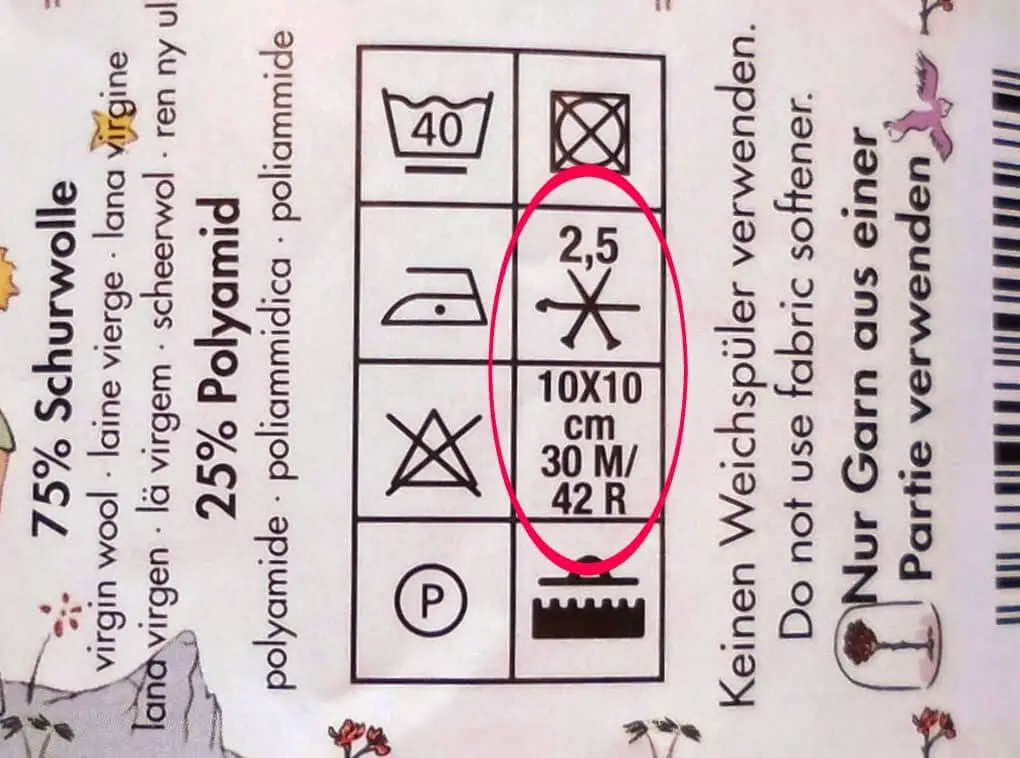 75% Schurwolle
virgin wool · laine vierge · lana virgine
lana virgen · lã virgem · scheerwol · ren ny ul
25% Polyamid
polyamide · poliammidica · poliammide
40
2,5
10X10
cm
30 M/
42 R
P
Keinen Weichspüler verwenden.
Do not use fabric softener.
Nur Garn aus einer
Partie verwenden